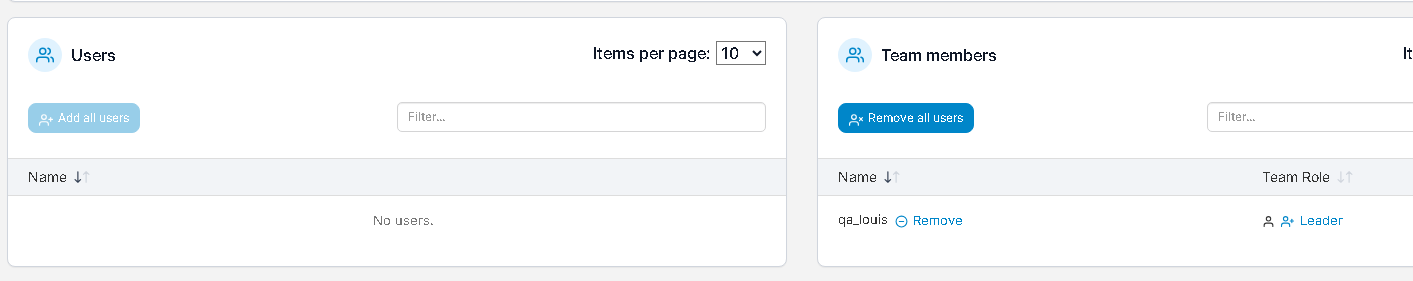 Users
Items per page: 10
Add all users
Filter...
Name
No users.
Team members
It
Remove all users
Filter...
Name Team Role
qa_louis Remove Leader